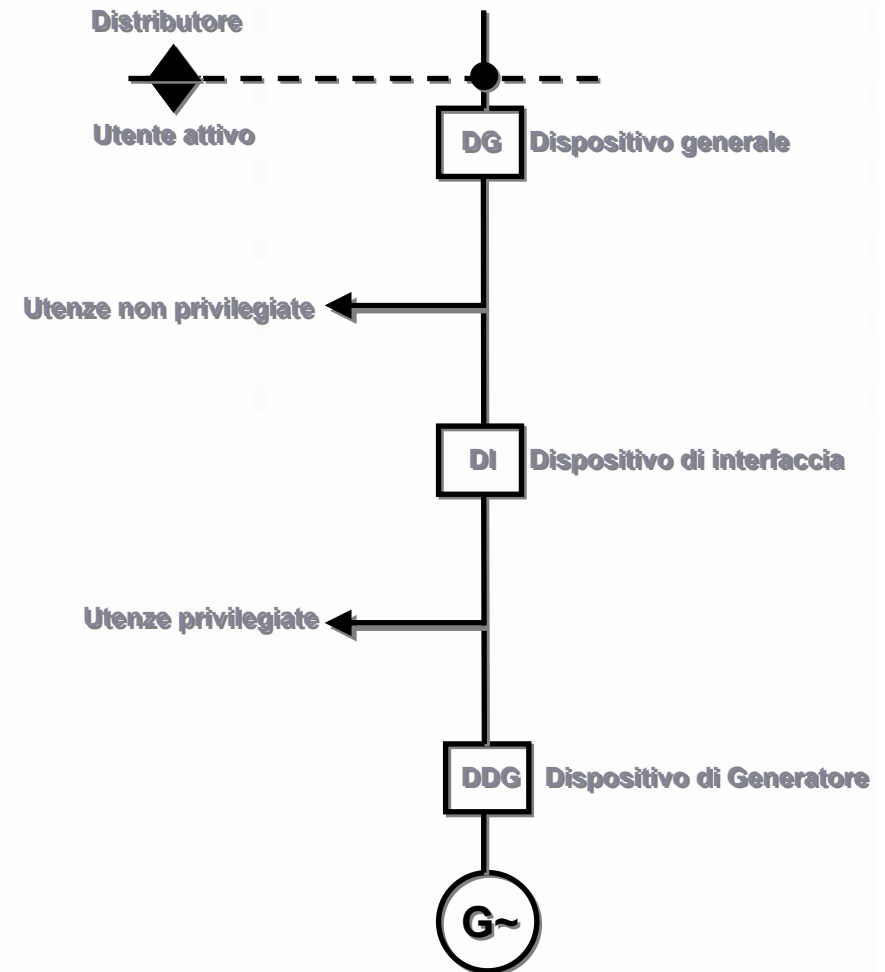 Distributore
Utente attivo
DG Dispositivo generale
Utenze non privilegiate
DI Dispositivo di interfaccia
Utenze privilegiate
DDG Dispositivo di Generatore
G~